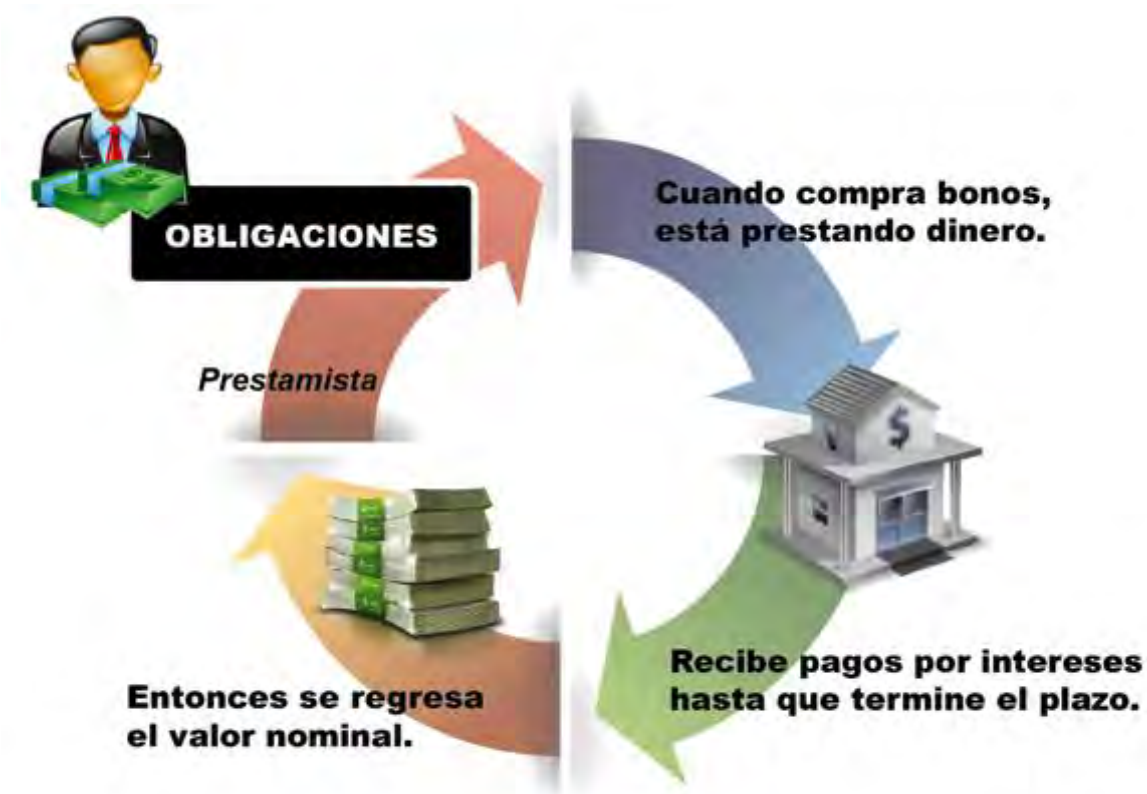 OBLIGACIONES
Prestamista
Cuando compra bonos,
está prestando dinero.
$
Recibe pagos por intereses
hasta que termine el plazo.
Entonces se regresa
el valor nominal.